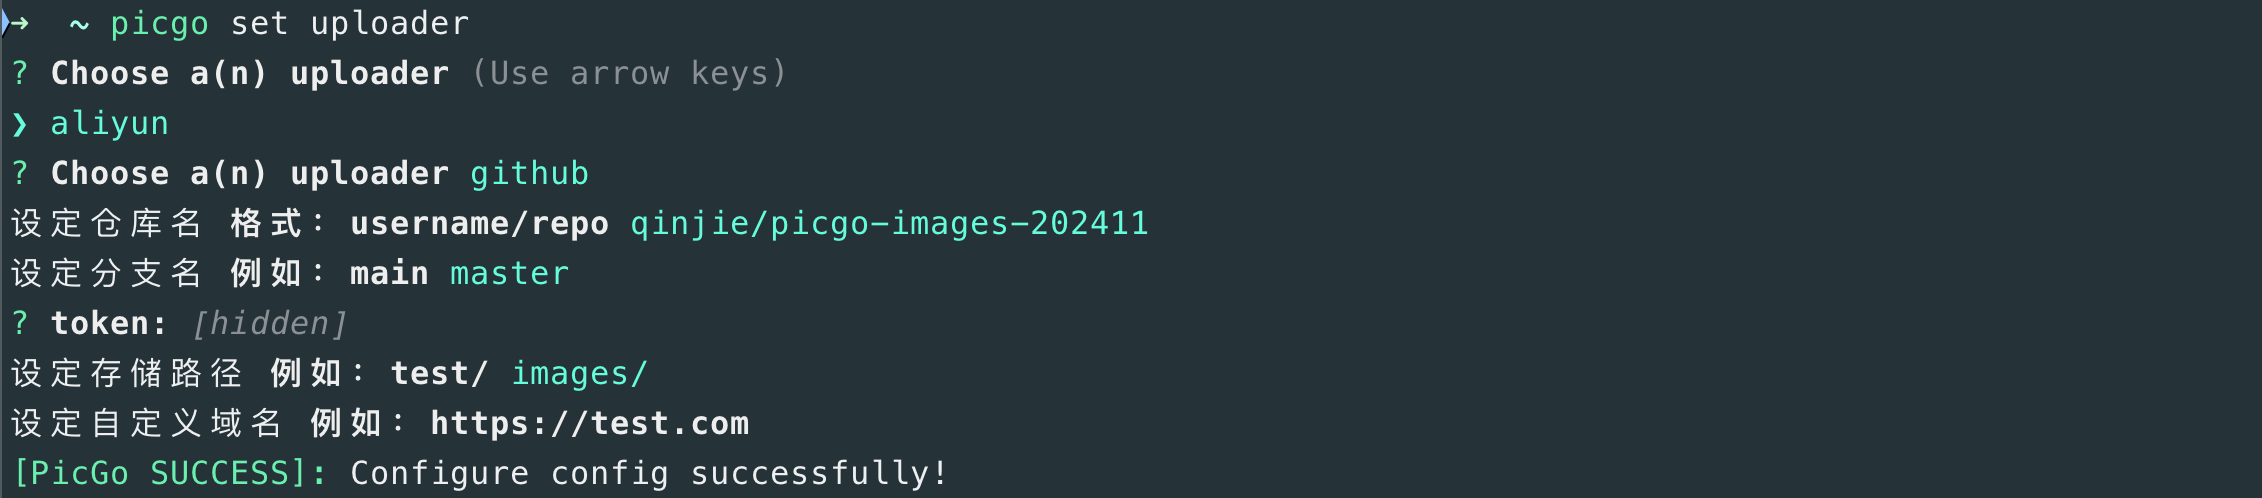 ➜  ~ picgo set uploader
? Choose a(n) uploader (Use arrow keys)
❯ aliyun
? Choose a(n) uploader github
设定仓库名 格式：username/repo qinjie/picgo-images-202411
设定分支名 例如：main master
? token: [hidden]
设定存储路径 例如：test/ images/
设定自定义域名 例如：https://test.com
[PicGo SUCCESS]: Configure config successfully!